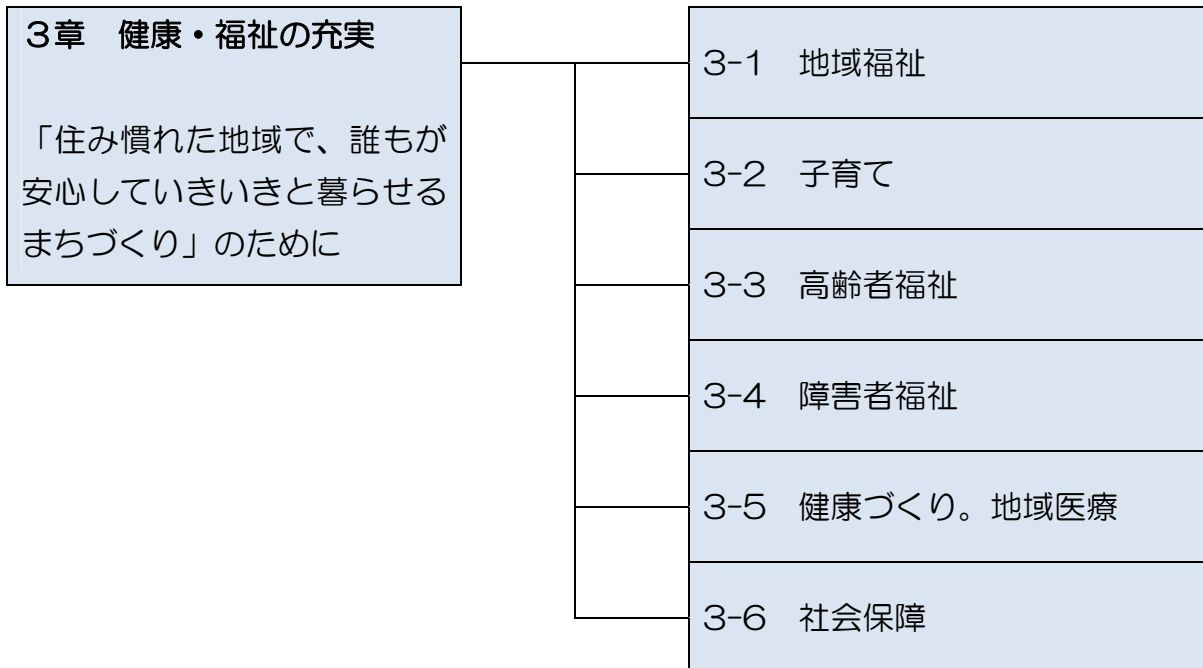 3章　健康・福祉の充実
「住み慣れた地域で、誰もが
安心していきいきと暮らせる
まちづくり」のために
3-1　地域福祉
3-2　子育て
3-3　高齢者福祉
3-4　障害者福祉
3-5　健康づくり。地域医療
3-6　社会保障